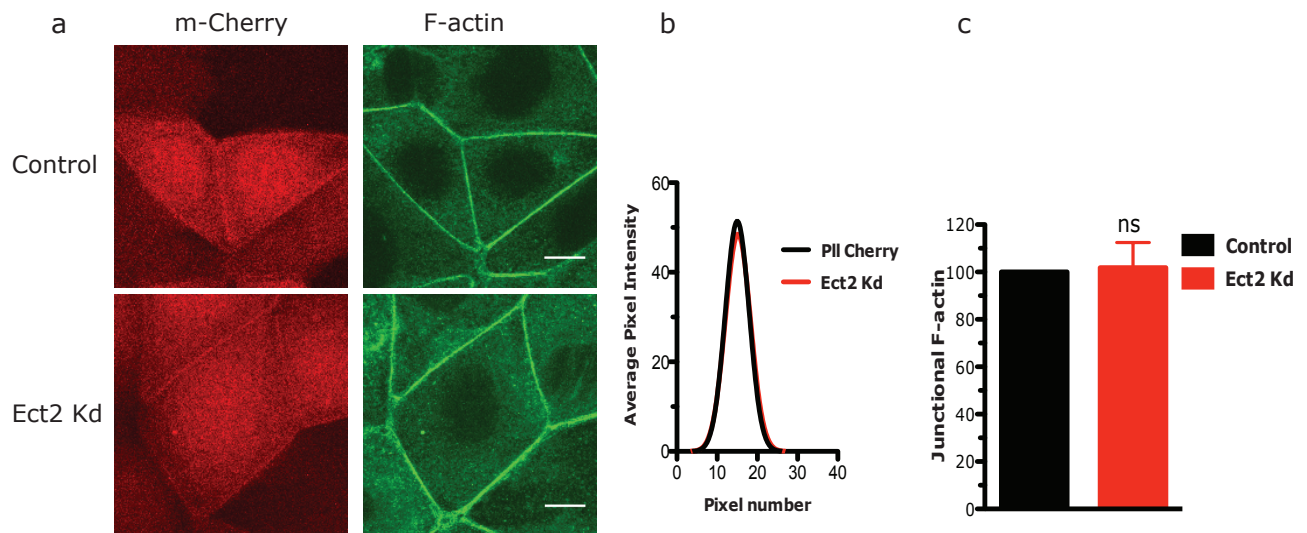 a
m-Cherry
F-actin
Control
Ect2 Kd
b
Average Pixel Intensity
60
40
20
0
0 10 20 30 40
Pixel number
Pll Cherry
Ect2 Kd
c
Junctional F-actin
120
100
80
60
40
20
0
ns
Control
Ect2 Kd